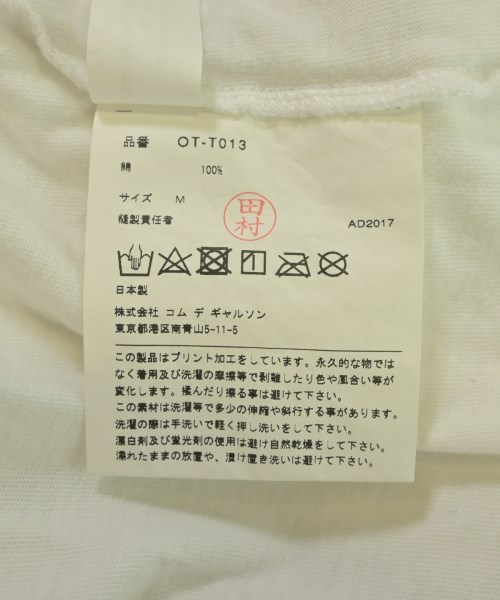 品番 OT-T013
綿 100%
サイズ M
縫製責任者 田村 AD2017
日本製
株式会社 コム デ ギャルソン
東京都港区南青山5-11-5
この製品はプリント加工をしています。永久的な物では
なく着用及び洗濯の摩擦等で剥離したり色や風合い等が
変化します。揉んだり擦る事は避けて下さい。
この素材は洗濯等で多少の伸縮や斜行する事があります。
洗濯の際は手洗いで軽く押し洗いをして下さい。
漂白剤及び蛍光剤の使用は避け自然乾燥をして下さい。
濡れたままの放置や、漬け置き洗いは避けて下さい。